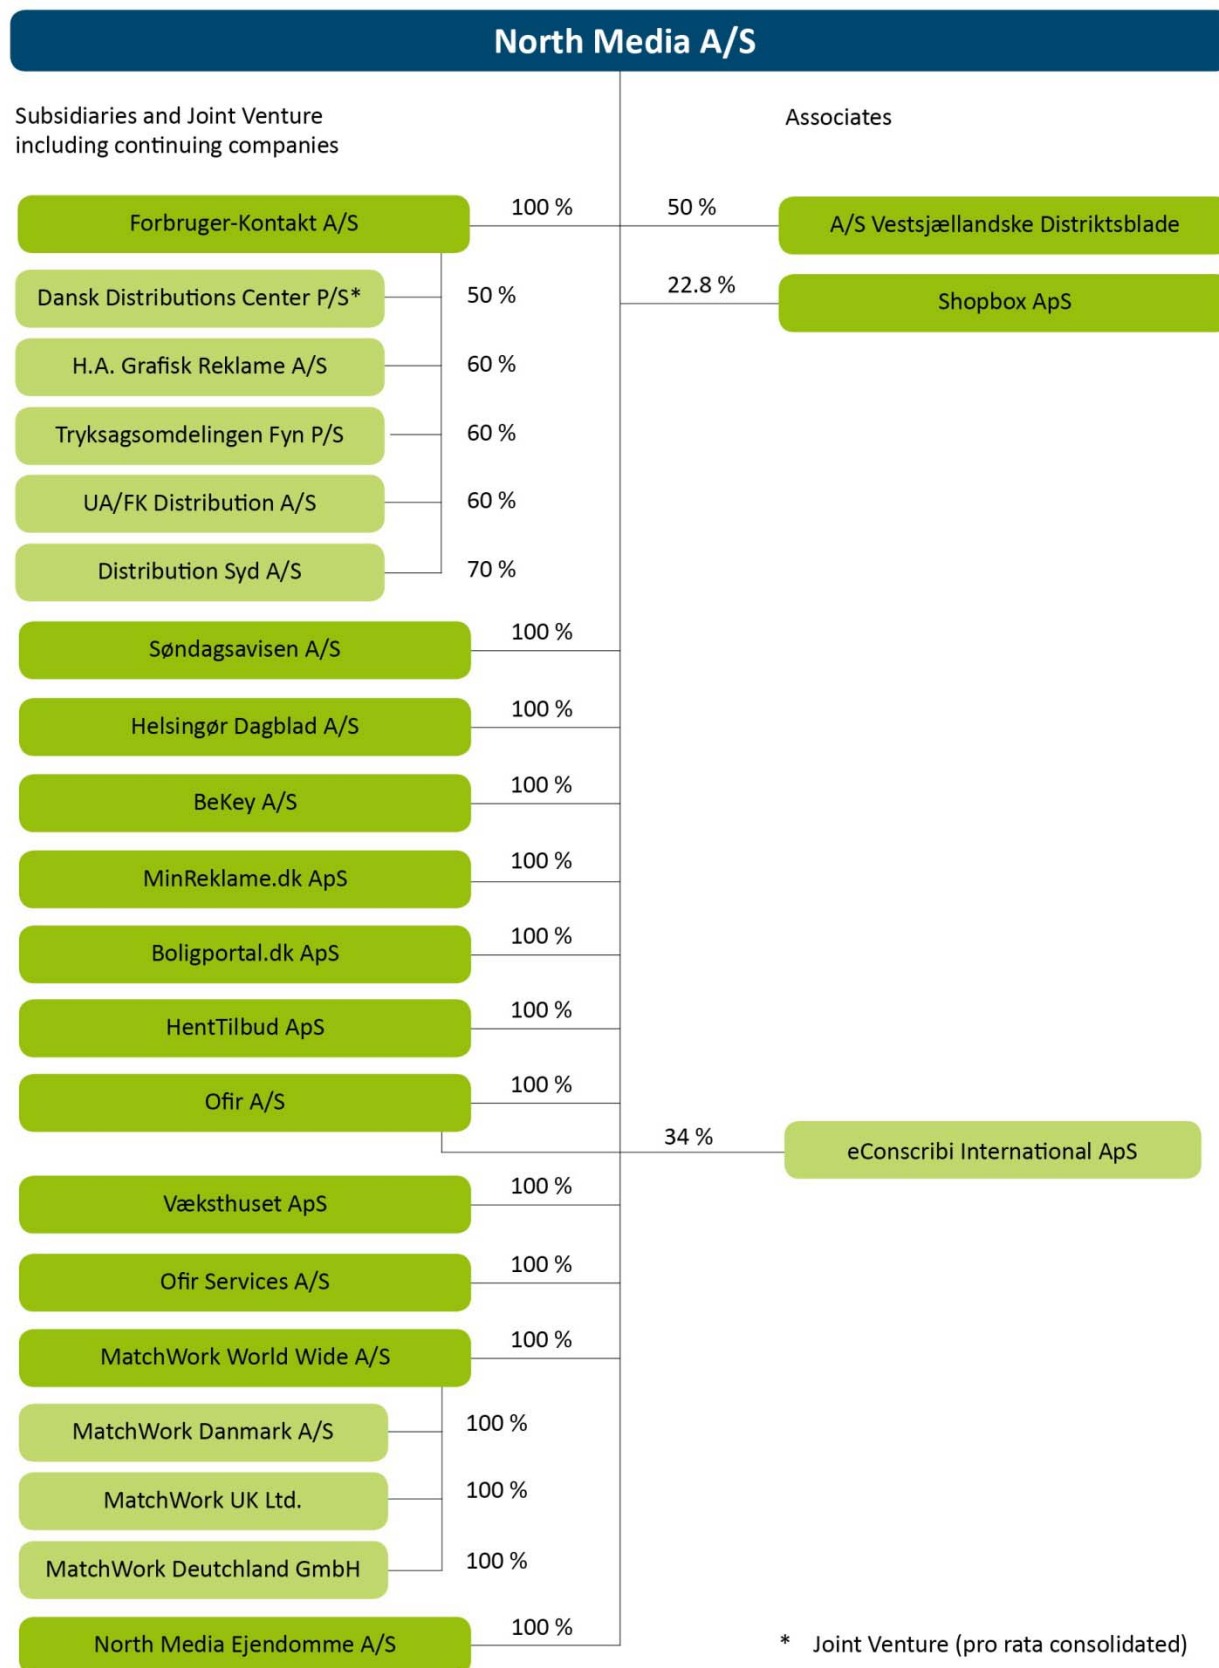 North Media A/S
Subsidiaries and Joint Venture
including continuing companies
Associates
Forbruger-Kontakt A/S
100 %
50 %
A/S Vestsjællandske Distriktsblade
Dansk Distributions Center P/S*
50 %
22.8 %
Shopbox ApS
H.A. Grafisk Reklame A/S
60 %
Tryksagsomdelingen Fyn P/S
60 %
UA/FK Distribution A/S
60 %
Distribution Syd A/S
70 %
Søndagsavisen A/S
100 %
Helsingør Dagblad A/S
100 %
BeKey A/S
100 %
MinReklame.dk ApS
100 %
Boligportal.dk ApS
100 %
HentTilbud ApS
100 %
Ofir A/S
100 %
34 %
eConscribi International ApS
Væksthuset ApS
100 %
Ofir Services A/S
100 %
MatchWork World Wide A/S
100 %
MatchWork Danmark A/S
100 %
MatchWork UK Ltd.
100 %
MatchWork Deutchland GmbH
100 %
North Media Ejendomme A/S
100 %
* Joint Venture (pro rata consolidated)